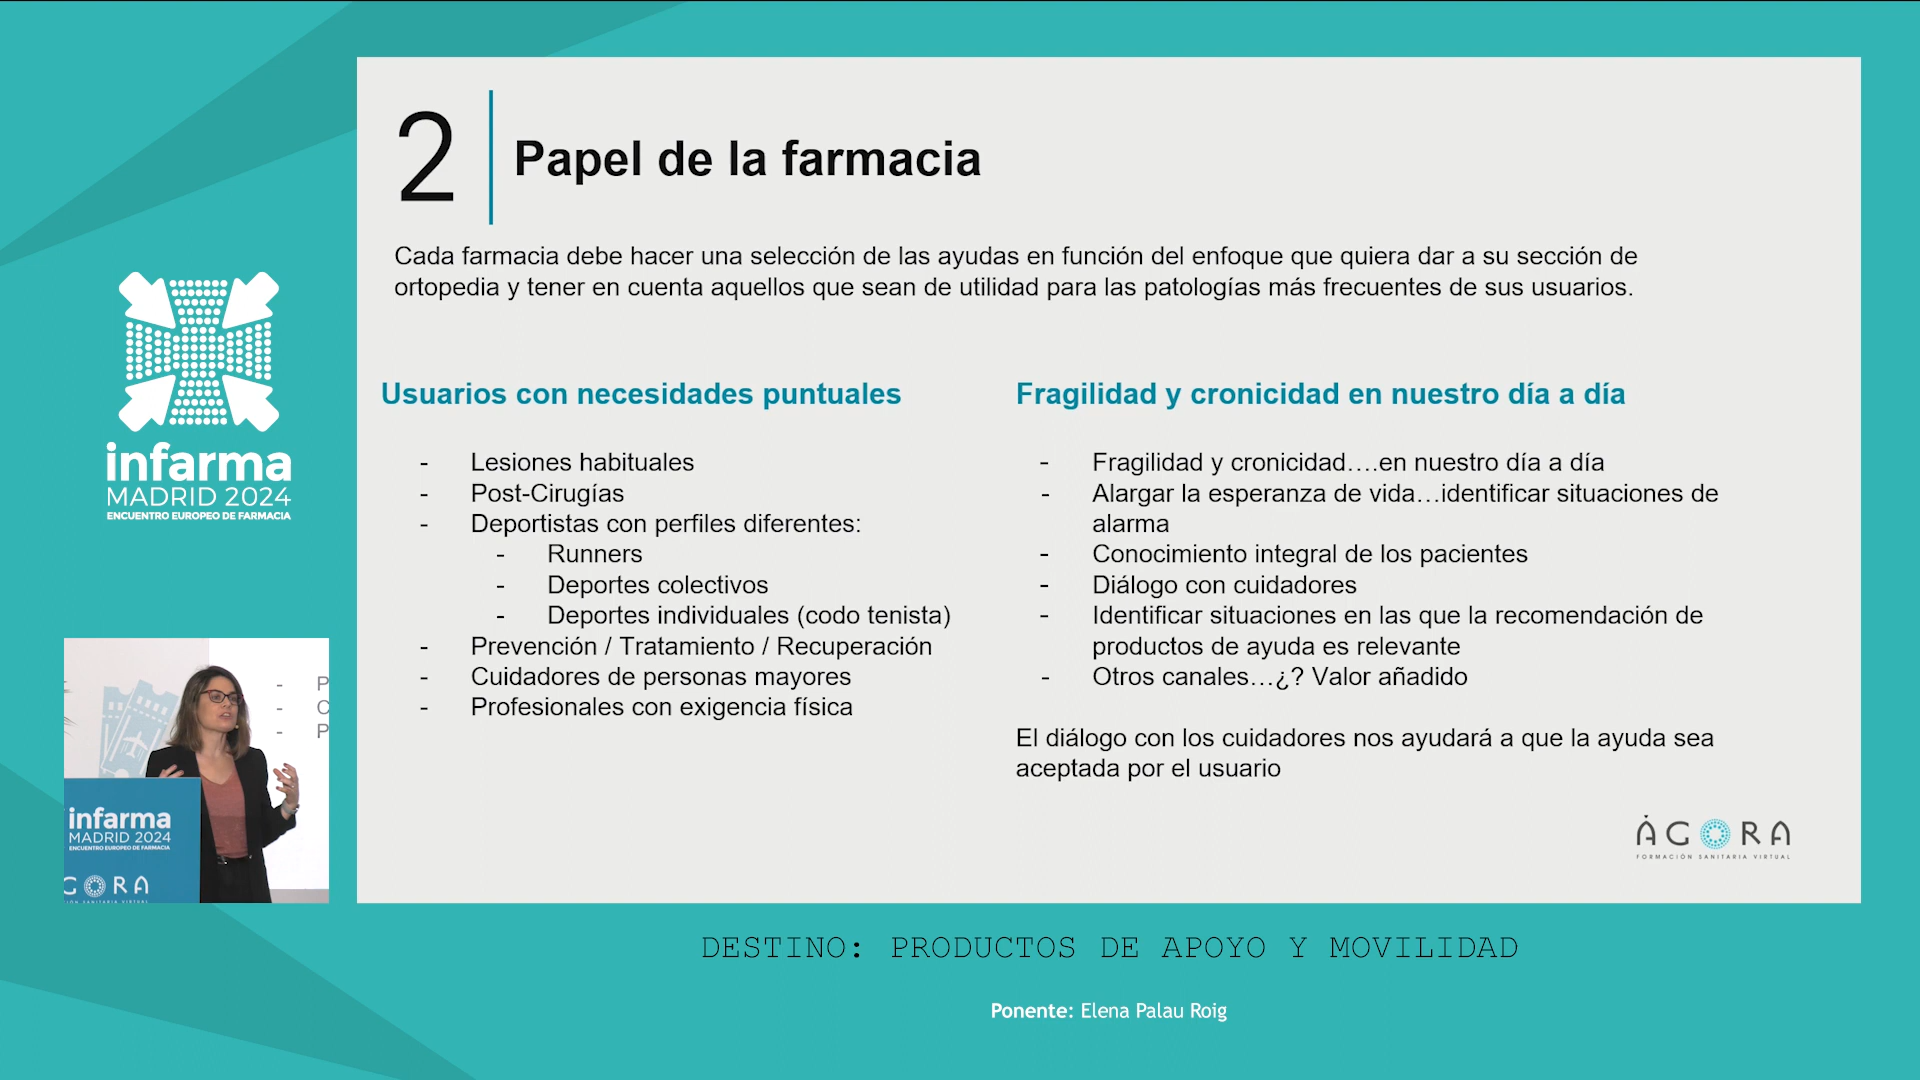 2
Papel de la farmacia
Cada farmacia debe hacer una selección de las ayudas en función del enfoque que quiera dar a su sección de
ortopedia y tener en cuenta aquellos que sean de utilidad para las patologías más frecuentes de sus usuarios.
Usuarios con necesidades puntuales
- Lesiones habituales
- Post-Cirugías
- Deportistas con perfiles diferentes:
- Runners
- Deportes colectivos
- Deportes individuales (codo tenista)
- Prevención / Tratamiento / Recuperación
- Cuidadores de personas mayores
- Profesionales con exigencia física
Fragilidad y cronicidad en nuestro día a día
- Fragilidad y cronicidad….en nuestro día a día
- Alargar la esperanza de vida…identificar situaciones de
alarma
- Conocimiento integral de los pacientes
- Diálogo con cuidadores
- Identificar situaciones en las que la recomendación de
productos de ayuda es relevante
- Otros canales…¿? Valor añadido
El diálogo con los cuidadores nos ayudará a que la ayuda sea
aceptada por el usuario
ÀGORA
FORMACIÓN SANITARIA VIRTUAL
infarma
MADRID 2024
ENCUENTRO EUROPEO DE FARMACIA
- P
- C
- P
infarma
MADRID 2024
ENCUENTRO EUROPEO DE FARMACIA
GORA
DESTINO: PRODUCTOS DE APOYO Y MOVILIDAD
Ponente: Elena Palau Roig